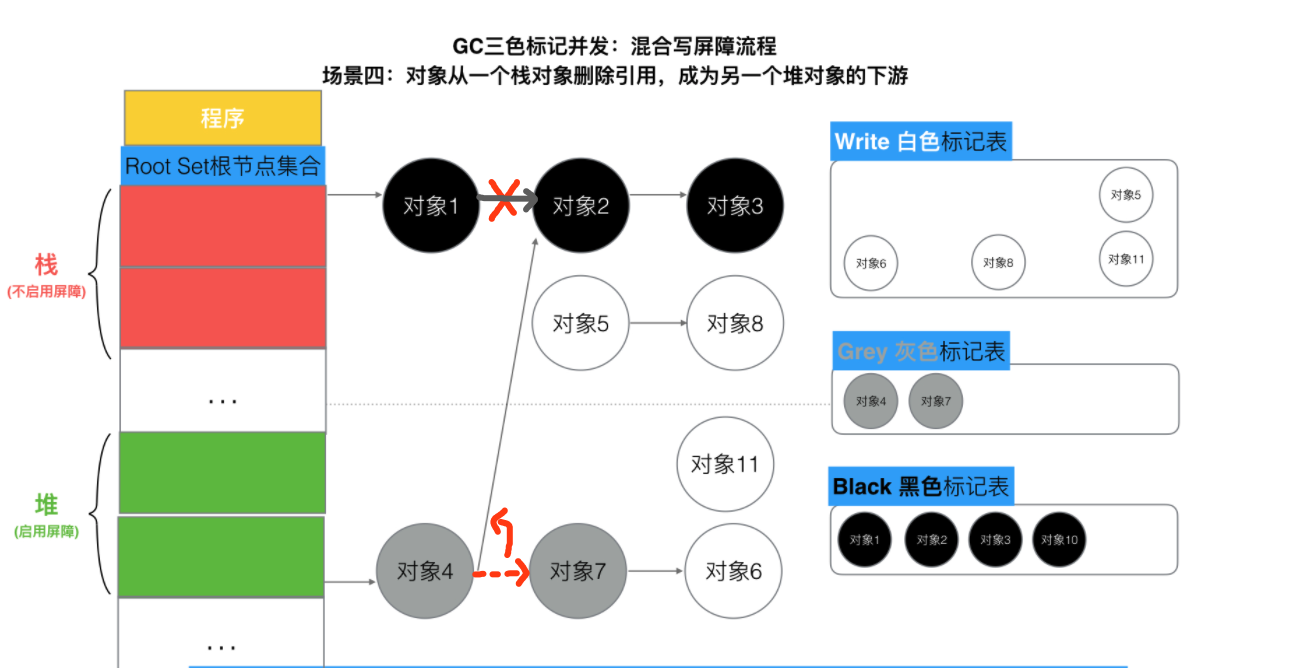 GC三色标记并发：混合写屏障流程
场景四：对象从一个栈对象删除引用，成为另一个堆对象的下游
程序
Root Set根节点集合
栈
(不启用屏障)
...
堆
(启用屏障)
...
对象1
对象2
对象3
对象5
对象8
对象11
对象4
对象7
对象6
Write 白色标记表
对象5
对象6
对象8
对象11
Grey 灰色标记表
对象4
对象7
Black 黑色标记表
对象1
对象2
对象3
对象10